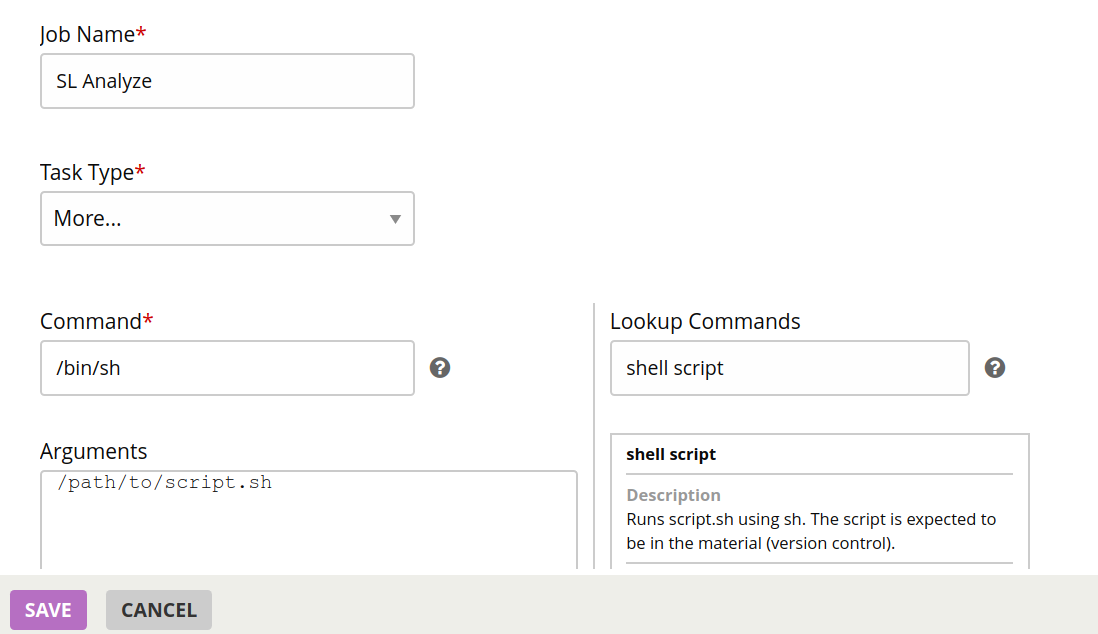 Job Name*
SL Analyze
Task Type*
More...
Command*
/bin/sh
Arguments
/path/to/script.sh
Lookup Commands
shell script
shell script
Description
Runs script.sh using sh. The script is expected to
be in the material (version control).
SAVE
CANCEL